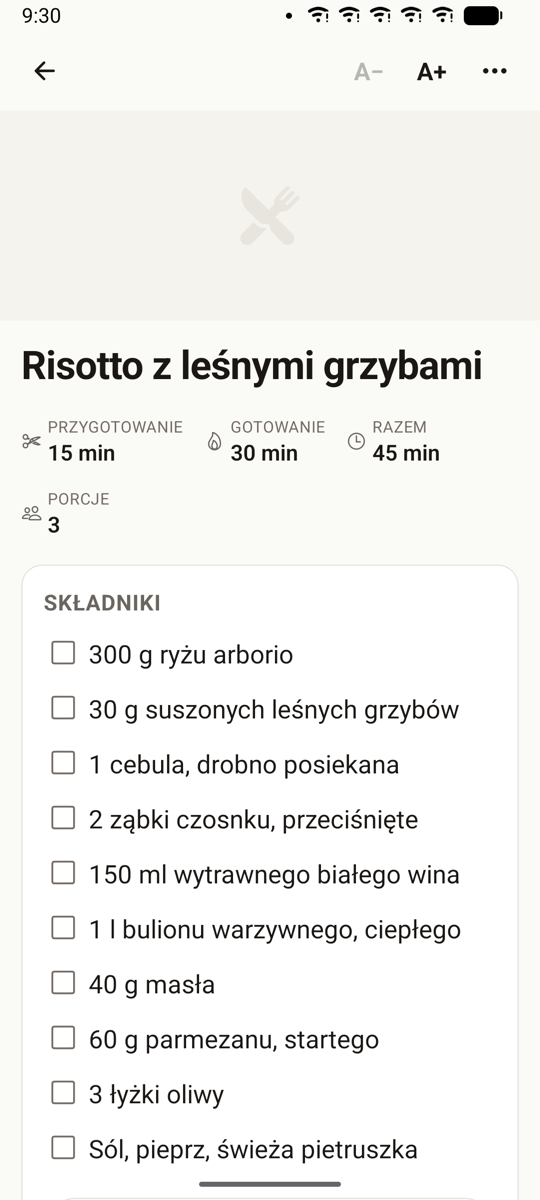 9:30
A− A+
Risotto z leśnymi grzybami
PRZYGOTOWANIE GOTOWANIE RAZEM
15 min 30 min 45 min
PORCJE
3
SKŁADNIKI
300 g ryżu arborio
30 g suszonych leśnych grzybów
1 cebula, drobno posiekana
2 ząbki czosnku, przeciśnięte
150 ml wytrawnego białego wina
1 l bulionu warzywnego, ciepłego
40 g masła
60 g parmezanu, startego
3 łyżki oliwy
Sól, pieprz, świeża pietruszka